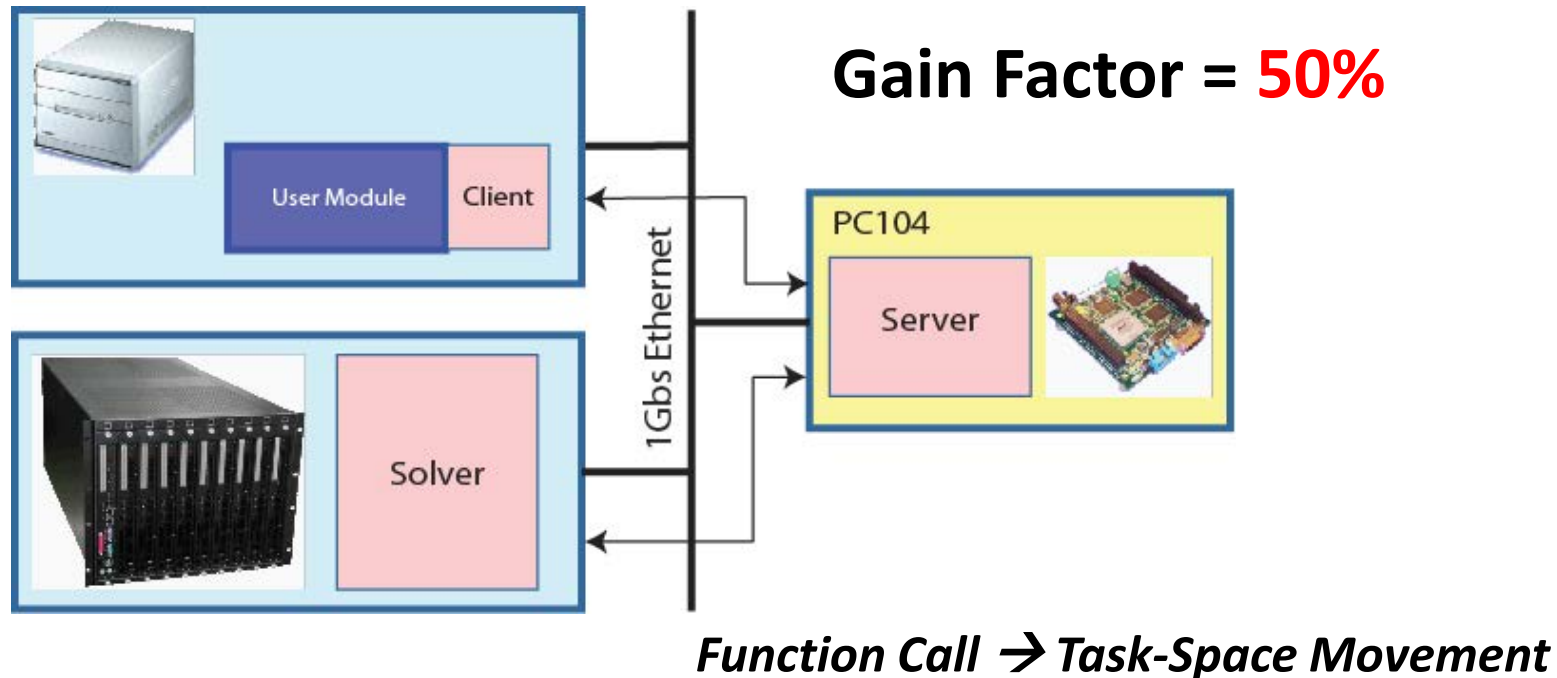 Gain Factor = 50%
User Module
Client
PC104
Server
1Gbs Ethernet
Solver
Function Call → Task-Space Movement